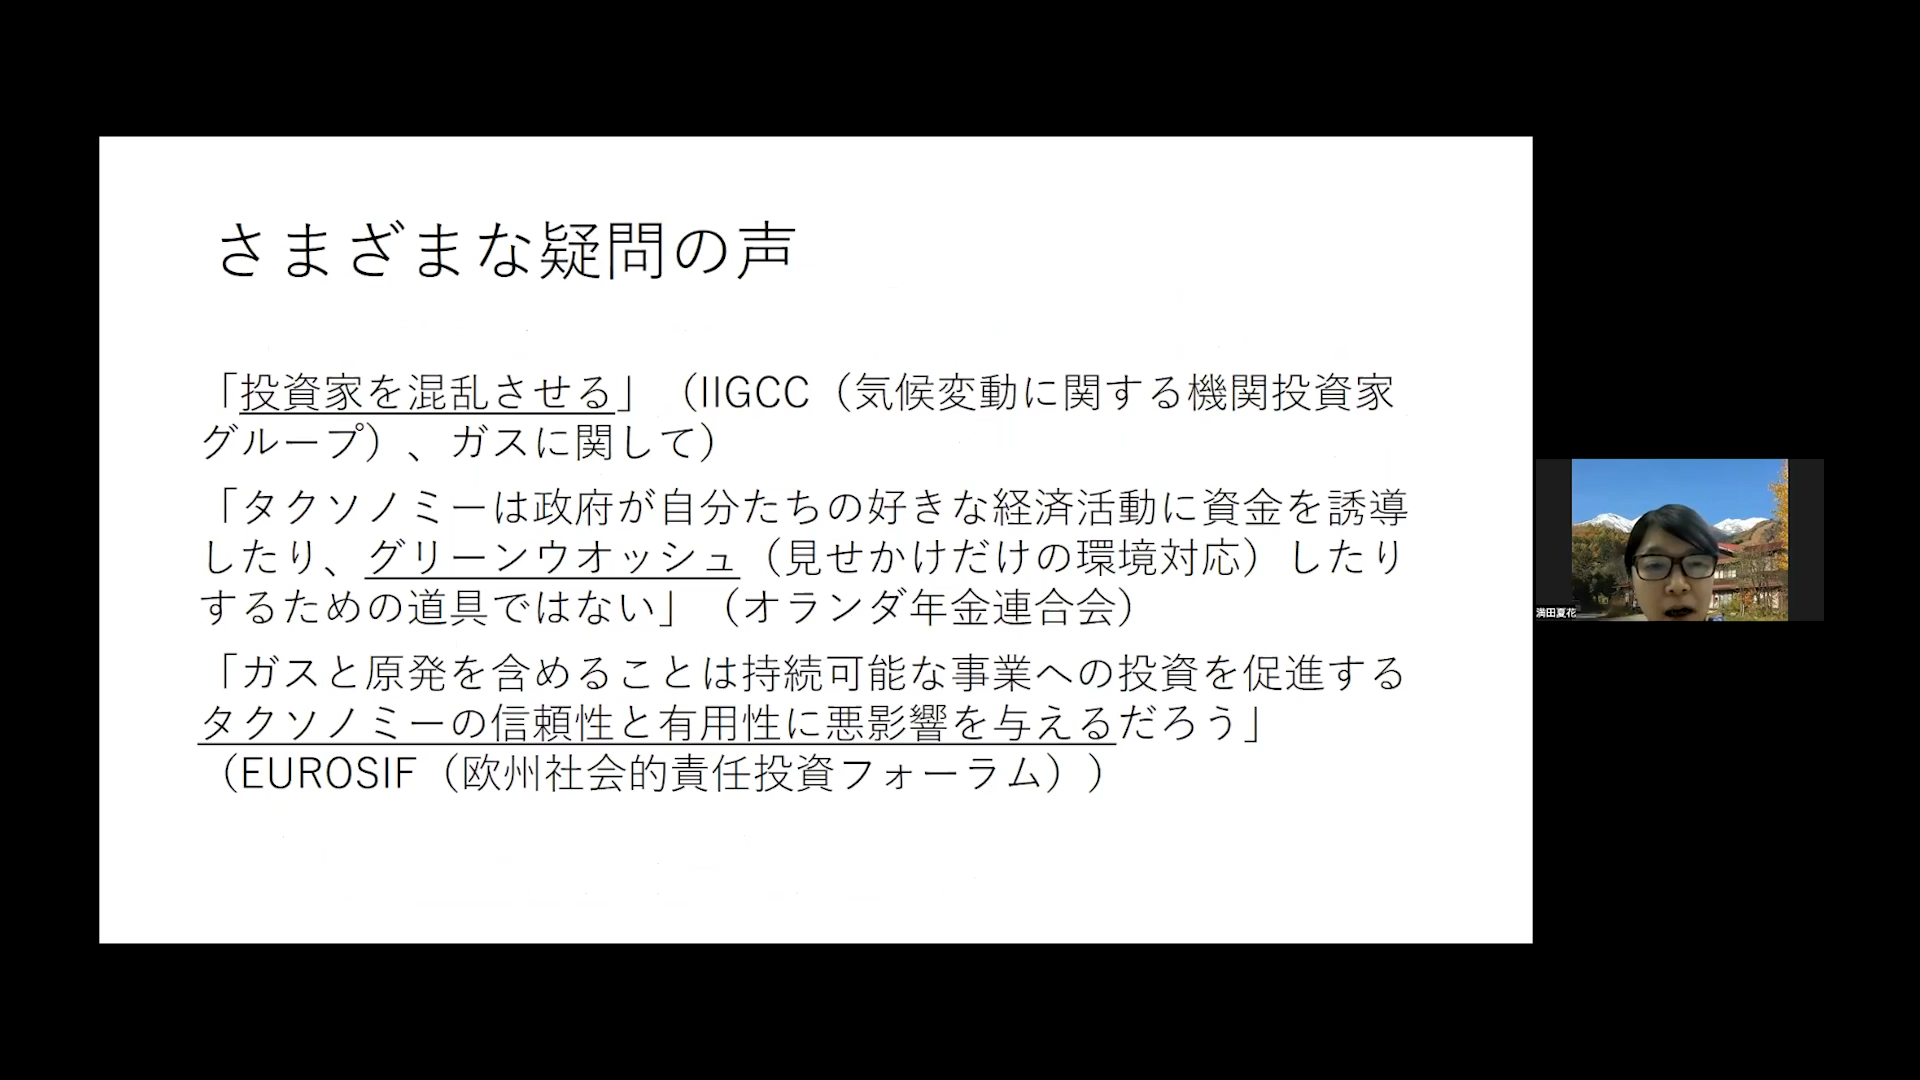 さまざまな疑問の声
「投資家を混乱させる」（IIGCC（気候変動に関する機関投資家
グループ）、ガスに関して）
「タクソノミーは政府が自分たちの好きな経済活動に資金を誘導
したり、グリーンウオッシュ（見せかけだけの環境対応）したり
するための道具ではない」（オランダ年金連合会）
「ガスと原発を含めることは持続可能な事業への投資を促進する
タクソノミーの信頼性と有用性に悪影響を与えるだろう」
（EUROSIF（欧州社会的責任投資フォーラム））
満田夏花